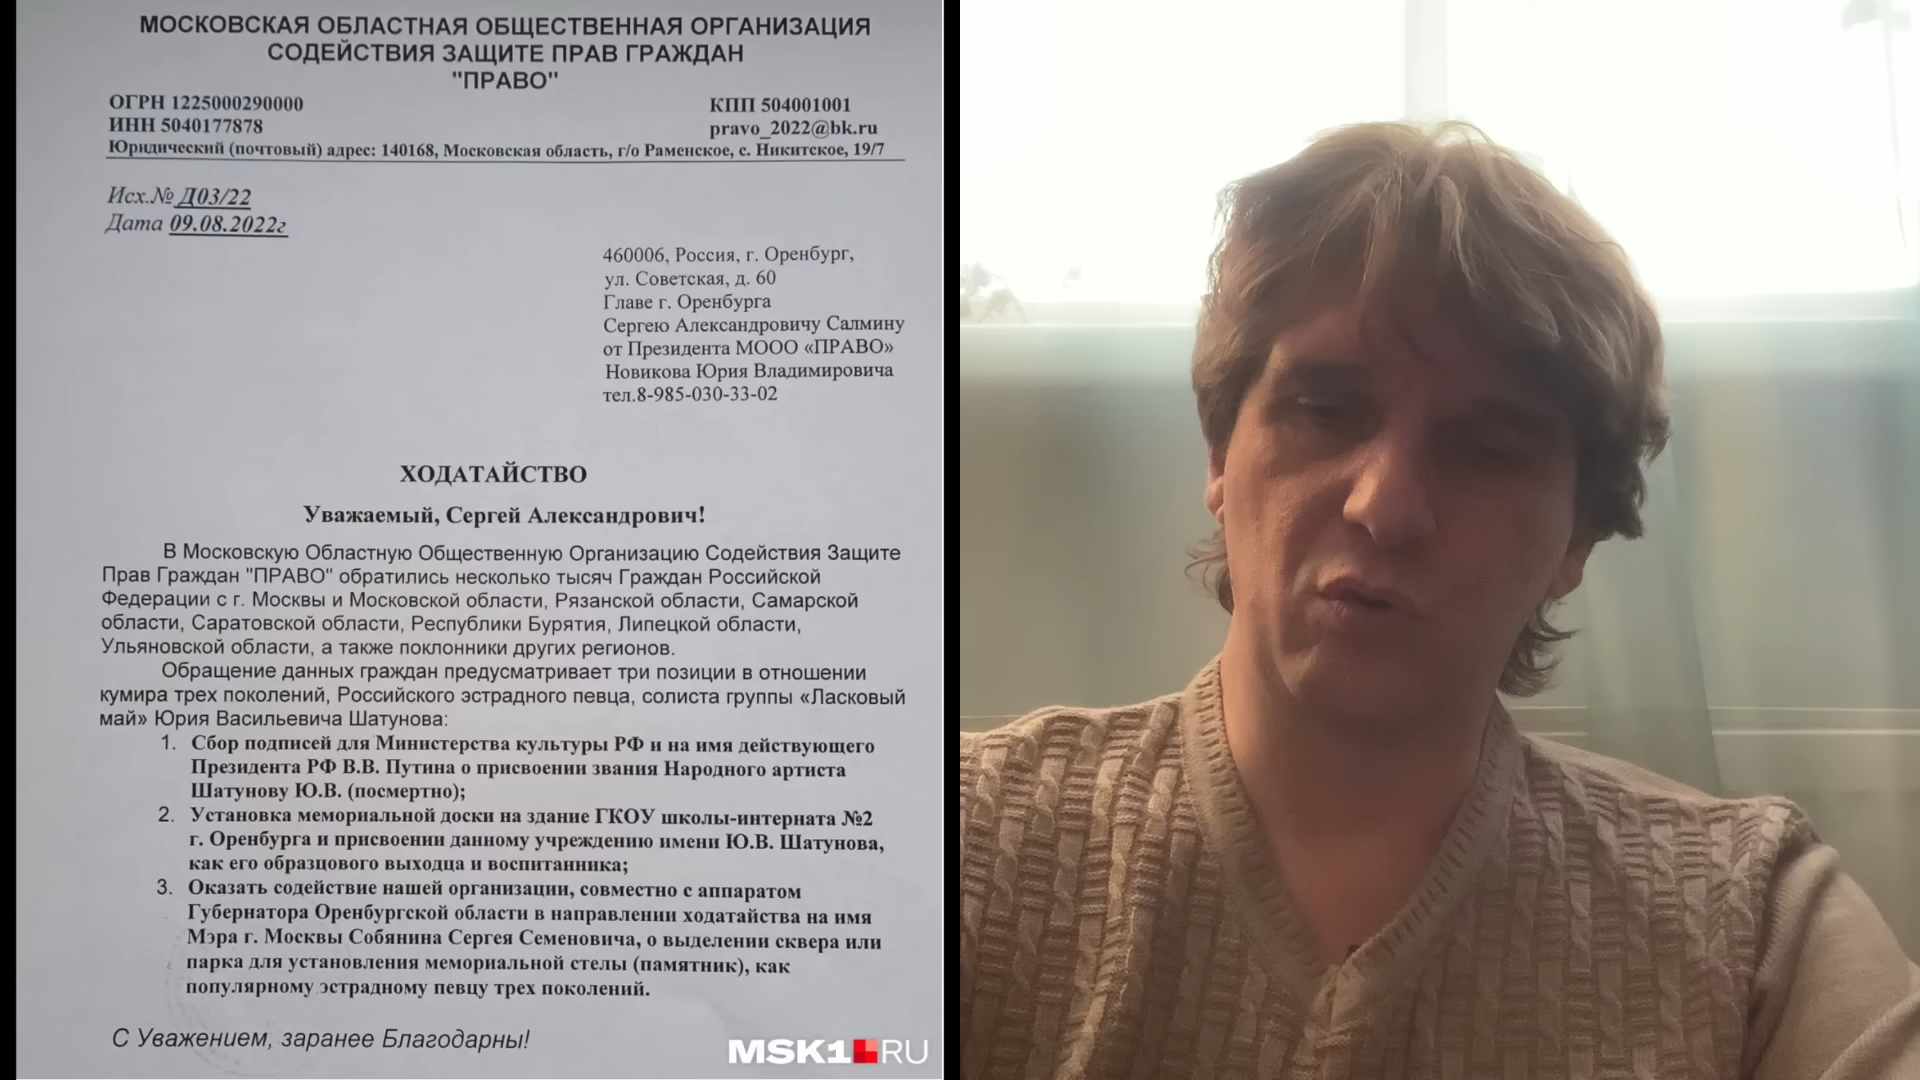 МОСКОВСКАЯ ОБЛАСТНАЯ ОБЩЕСТВЕННАЯ ОРГАНИЗАЦИЯ
СОДЕЙСТВИЯ ЗАЩИТЕ ПРАВ ГРАЖДАН
"ПРАВО"
ОГРН 1225000290000
КПП 504001001
ИНН 5040177878
pravo_2022@bk.ru
Юридический (почтовый) адрес: 140168, Московская область, г/о Раменское, с. Никитское, 19/7
Исх.№ Д03/22
Дата 09.08.2022г
460006, Россия, г. Оренбург,
ул. Советская, д. 60
Главе г. Оренбурга
Сергею Александровичу Салмину
от Президента МООО «ПРАВО»
Новикова Юрия Владимировича
тел.8-985-030-33-02
ХОДАТАЙСТВО
Уважаемый, Сергей Александрович!
В Московскую Областную Общественную Организацию Содействия Защите
Прав Граждан "ПРАВО" обратились несколько тысяч Граждан Российской
Федерации с г. Москвы и Московской области, Рязанской области, Самарской
области, Саратовской области, Республики Бурятия, Липецкой области,
Ульяновской области, а также поклонники других регионов.
Обращение данных граждан предусматривает три позиции в отношении
кумира трех поколений, Российского эстрадного певца, солиста группы «Ласковый
май» Юрия Васильевича Шатунова:
1. Сбор подписей для Министерства культуры РФ и на имя действующего
Президента РФ В.В. Путина о присвоении звания Народного артиста
Шатунову Ю.В. (посмертно);
2. Установка мемориальной доски на здание ГКОУ школы-интерната №2
г. Оренбурга и присвоении данному учреждению имени Ю.В. Шатунова,
как его образцового выходца и воспитанника;
3. Оказать содействие нашей организации, совместно с аппаратом
Губернатора Оренбургской области в направлении ходатайства на имя
Мэра г. Москвы Собянина Сергея Семеновича, о выделении сквера или
парка для установления мемориальной стелы (памятник), как
популярному эстрадному певцу трех поколений.
С Уважением, заранее Благодарны!
MSK1.RU